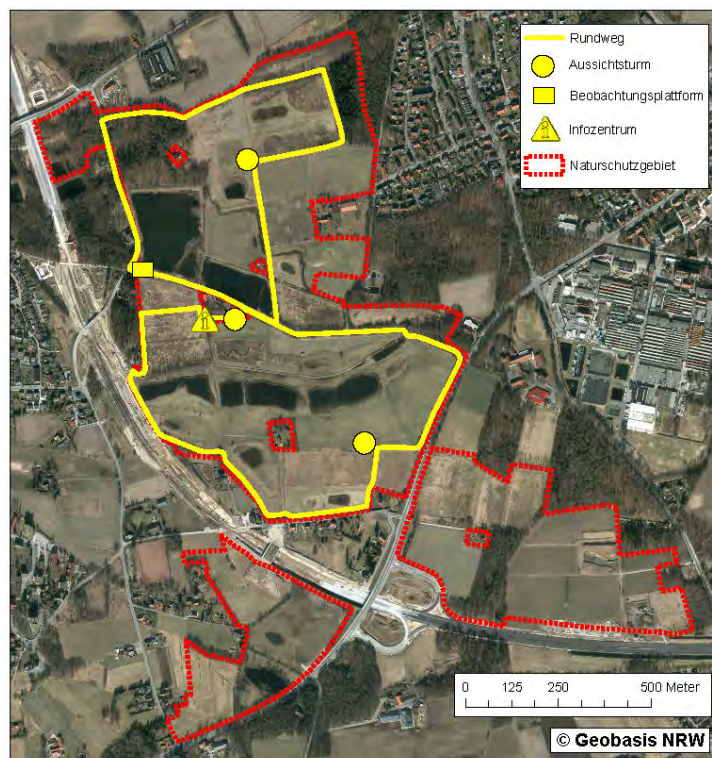 Rundweg
Aussichtsturm
Beobachtungsplattform
Infozentrum
Naturschutzgebiet
0 125 250 500 Meter
© Geobasis NRW